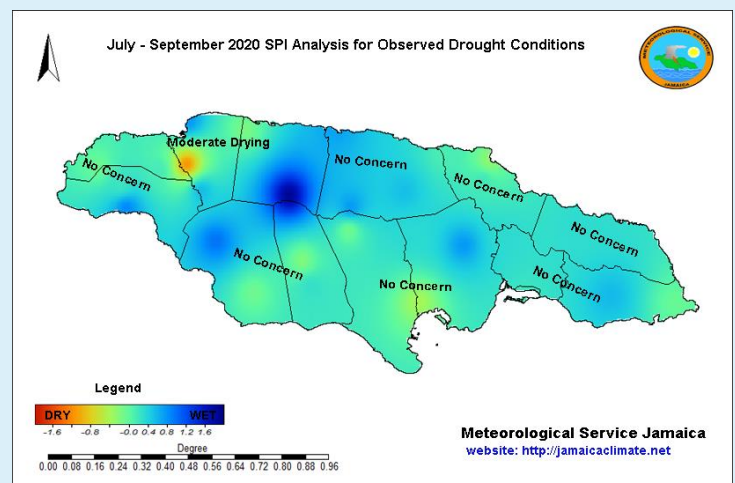 July - September 2020 SPI Analysis for Observed Drought Conditions
METEOROLOGICAL SERVICE
JAMAICA
Moderate Drying
No Concern
No Concern
No Concern
No Concern
No Concern
No Concern
No Concern
Legend
DRY WET
-1.6 -0.8 -0.0 0.4 0.8 1.2 1.6
Degree
0.00 0.08 0.16 0.24 0.32 0.40 0.48 0.56 0.64 0.72 0.80 0.88 0.96
Meteorological Service Jamaica
website: http://jamaicaclimate.net